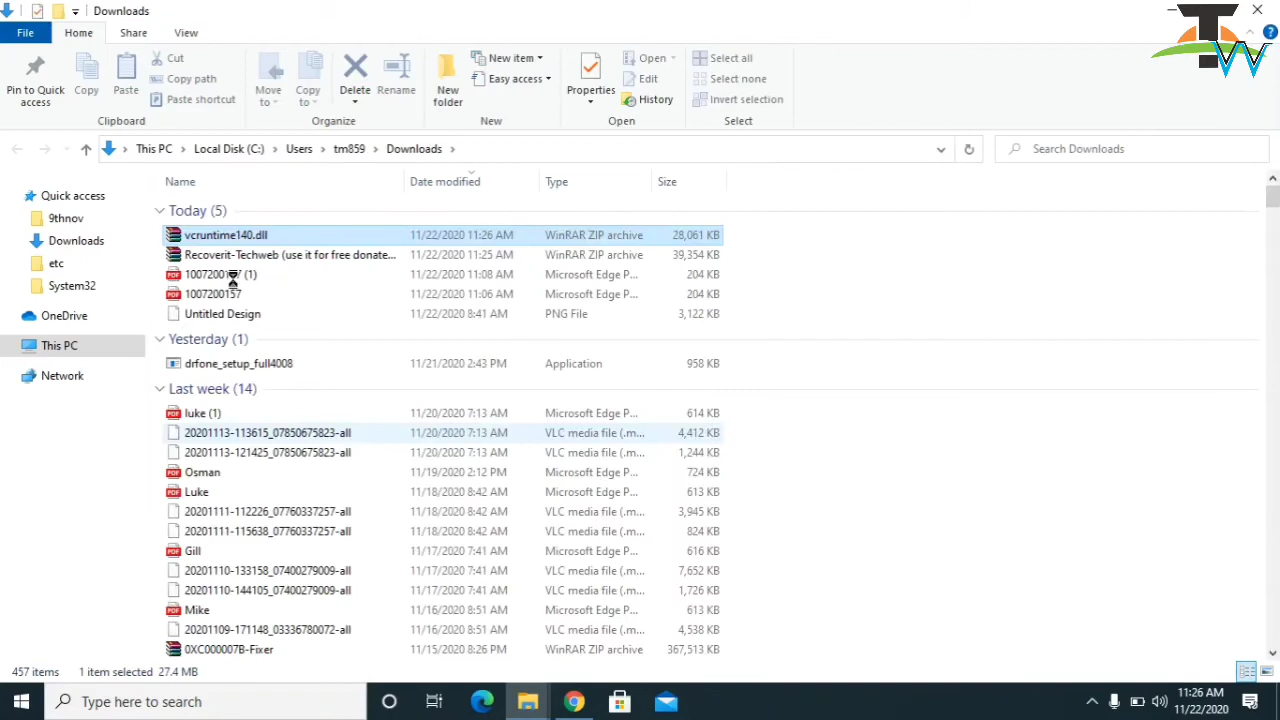 Downloads
File Home Share View
Pin to Quick access
Copy
Paste
Cut
Copy path
Paste shortcut
Clipboard
Move to
Copy to
Delete
Rename
Organize
New folder
New item
Easy access
New
Properties
Open
Edit
History
Open
Select all
Select none
Invert selection
Select
This PC > Local Disk (C:) > Users > tm859 > Downloads >
Search Downloads
Quick access
9thnov
Downloads
etc
System32
OneDrive
This PC
Network
Name Date modified Type Size
Today (5)
vcruntime140.dll 11/22/2020 11:26 AM WinRAR ZIP archive 28,061 KB
Recoverit-Techweb (use it for free donate... 11/22/2020 11:25 AM WinRAR ZIP archive 39,354 KB
1007200157 (1) 11/22/2020 11:08 AM Microsoft Edge P... 204 KB
1007200157 11/22/2020 11:06 AM Microsoft Edge P... 204 KB
Untitled Design 11/22/2020 8:41 AM PNG File 3,122 KB
Yesterday (1)
drfone_setup_full4008 11/21/2020 2:43 PM Application 958 KB
Last week (14)
luke (1) 11/20/2020 7:13 AM Microsoft Edge P... 614 KB
20201113-113615_07850675823-all 11/20/2020 7:13 AM VLC media file (.m... 4,412 KB
20201113-121425_07850675823-all 11/20/2020 7:13 AM VLC media file (.m... 1,244 KB
Osman 11/19/2020 2:12 PM Microsoft Edge P... 724 KB
Luke 11/18/2020 8:42 AM Microsoft Edge P... 613 KB
20201111-112226_07760337257-all 11/18/2020 8:42 AM VLC media file (.m... 3,945 KB
20201111-115638_07760337257-all 11/18/2020 8:42 AM VLC media file (.m... 824 KB
Gill 11/17/2020 7:41 AM Microsoft Edge P... 616 KB
20201110-133158_07400279009-all 11/17/2020 7:41 AM VLC media file (.m... 7,652 KB
20201110-144105_07400279009-all 11/17/2020 7:41 AM VLC media file (.m... 1,726 KB
Mike 11/16/2020 8:51 AM Microsoft Edge P... 613 KB
20201109-171148_03336780072-all 11/16/2020 8:51 AM VLC media file (.m... 4,538 KB
0XC000007B-Fixer 11/15/2020 8:26 PM WinRAR ZIP archive 367,513 KB
457 items 1 item selected 27.4 MB
Type here to search
11:26 AM
11/22/2020
TW